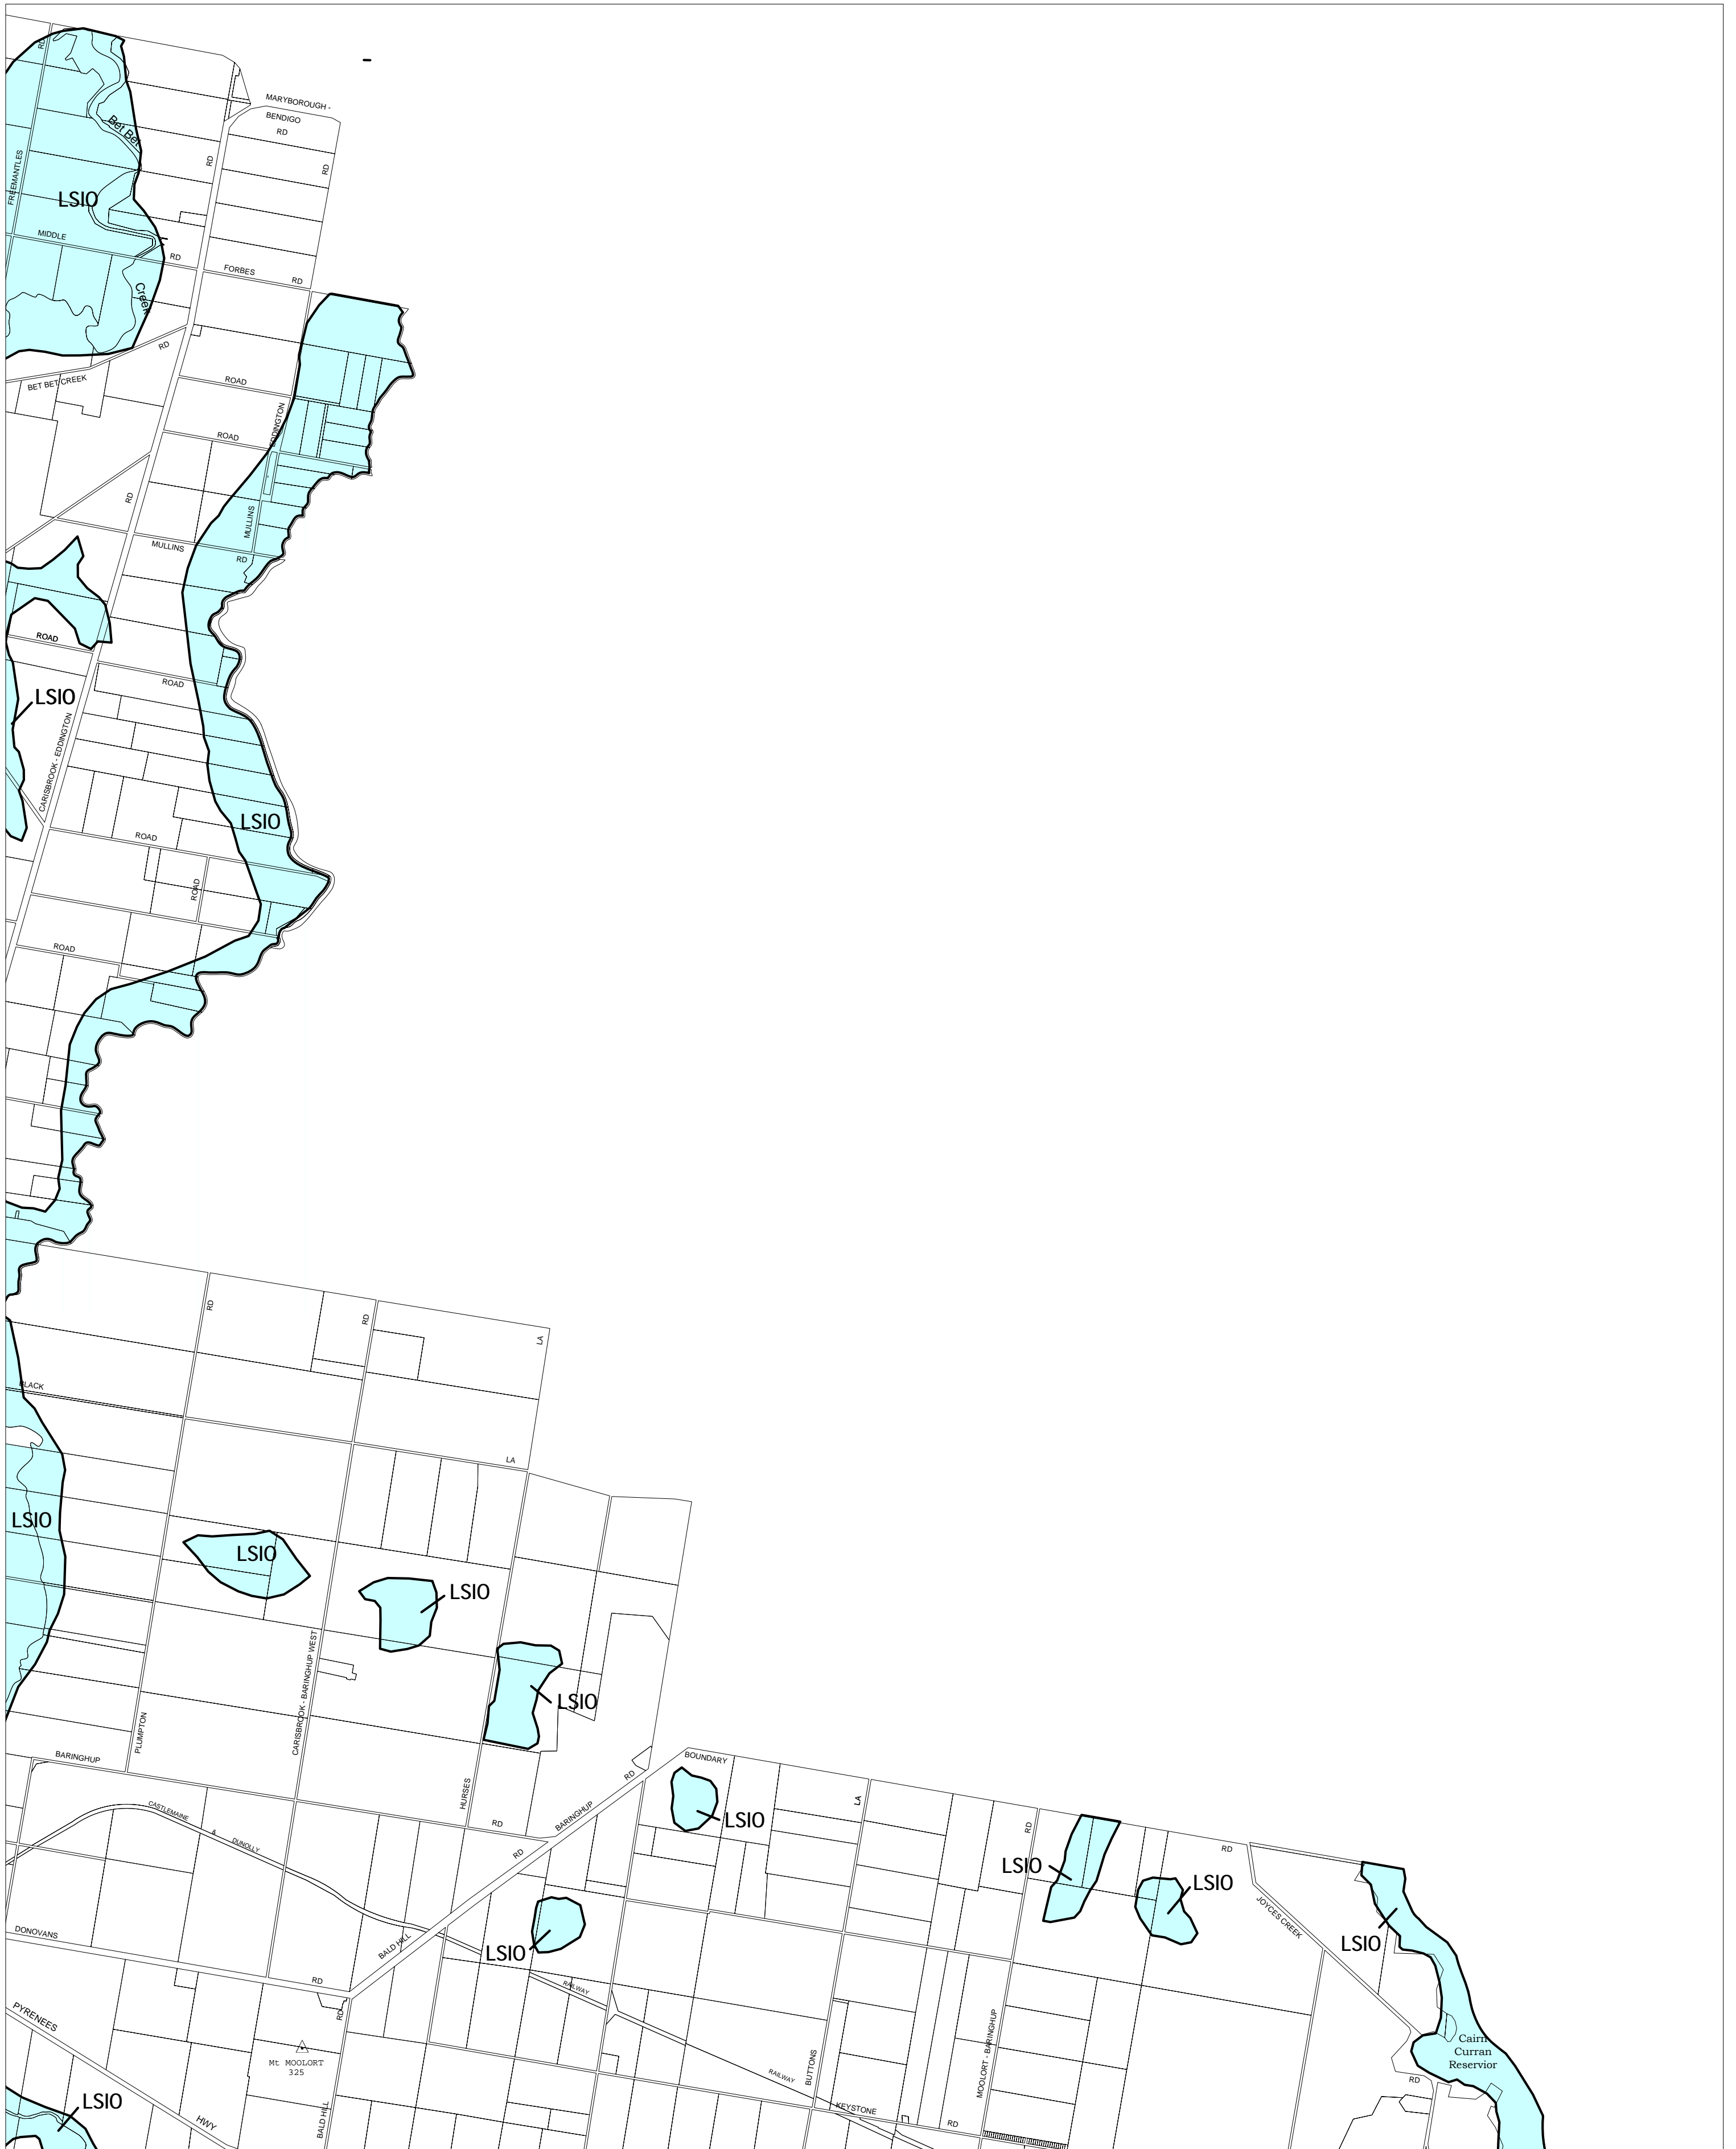 RD
MARYBOROUGH -
BENDIGO
RD
Bet Bet
RD
RD
FREEMANTLES
LSIO
MIDDLE
RD
FORBES
RD
Creek
RD
BET BET CREEK
ROAD
EDDINGTON
ROAD
RD
MULLINS
MULLINS
RD
ROAD
ROAD
LSIO
CARISBROOK - EDDINGTON
LSIO
ROAD
ROAD
ROAD
RD
RD
LA
BLACK
LA
LSIO
LSIO
LSIO
CARISBROOK - BARINGHUP WEST
LSIO
PLUMPTON
BARINGHUP
BOUNDARY
RD
HURSES
LA
CASTLEMAINE
&
DUNOLLY
RD
BARINGHUP
LSIO
RD
RD
RD
LSIO
LSIO
JOYCES CREEK
DONOVANS
BALD HILL
LSIO
LSIO
RD
RAILWAY
PYRENEES
RD
Mt MOOLORT
325
MOOLORT - BARINGHUP
Cairn
Curran
Reservior
BUTTONS
RAILWAY
RD
LSIO
HWY
BALD HILL
KEYSTONE
RD